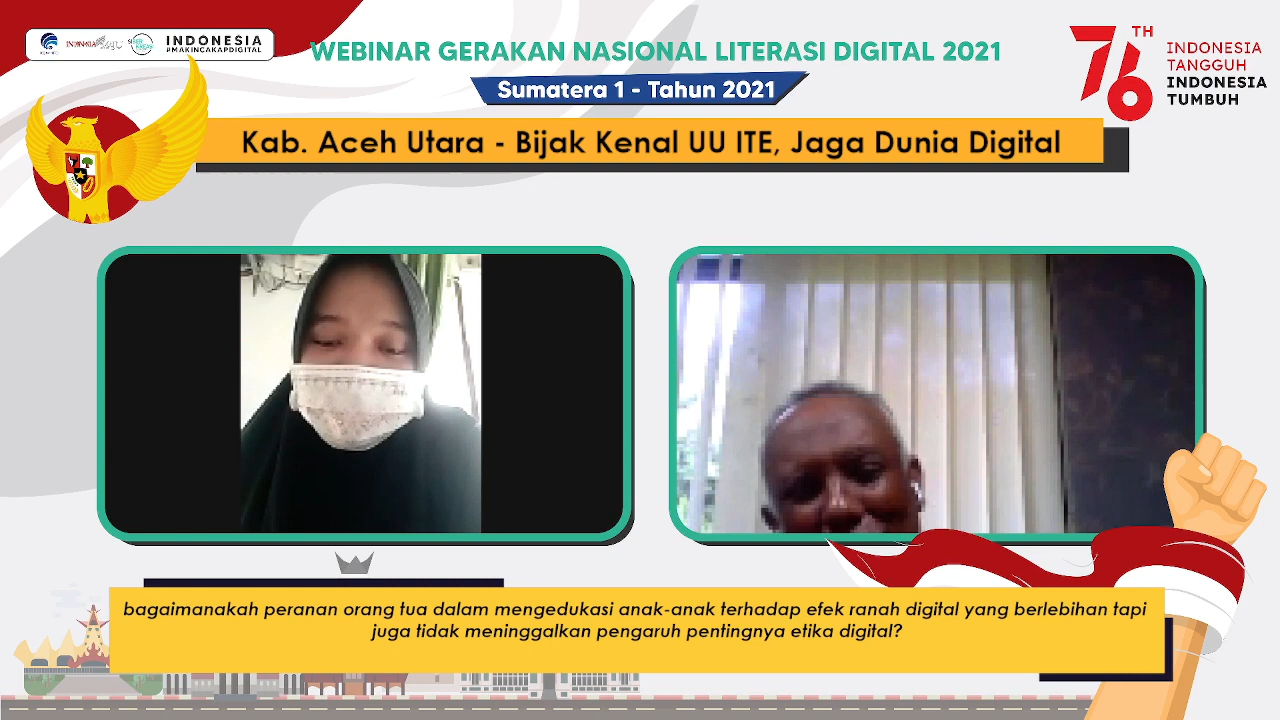 INDONESIA
#MAKINCAKAPDIGITAL
WEBINAR GERAKAN NASIONAL LITERASI DIGITAL 2021
Sumatera 1 - Tahun 2021
76 TH
INDONESIA
TANGGUH
INDONESIA
TUMBUH
Kab. Aceh Utara - Bijak Kenal UU ITE, Jaga Dunia Digital
bagaimanakah peranan orang tua dalam mengedukasi anak-anak terhadap efek ranah digital yang berlebihan tapi
juga tidak meninggalkan pengaruh pentingnya etika digital?